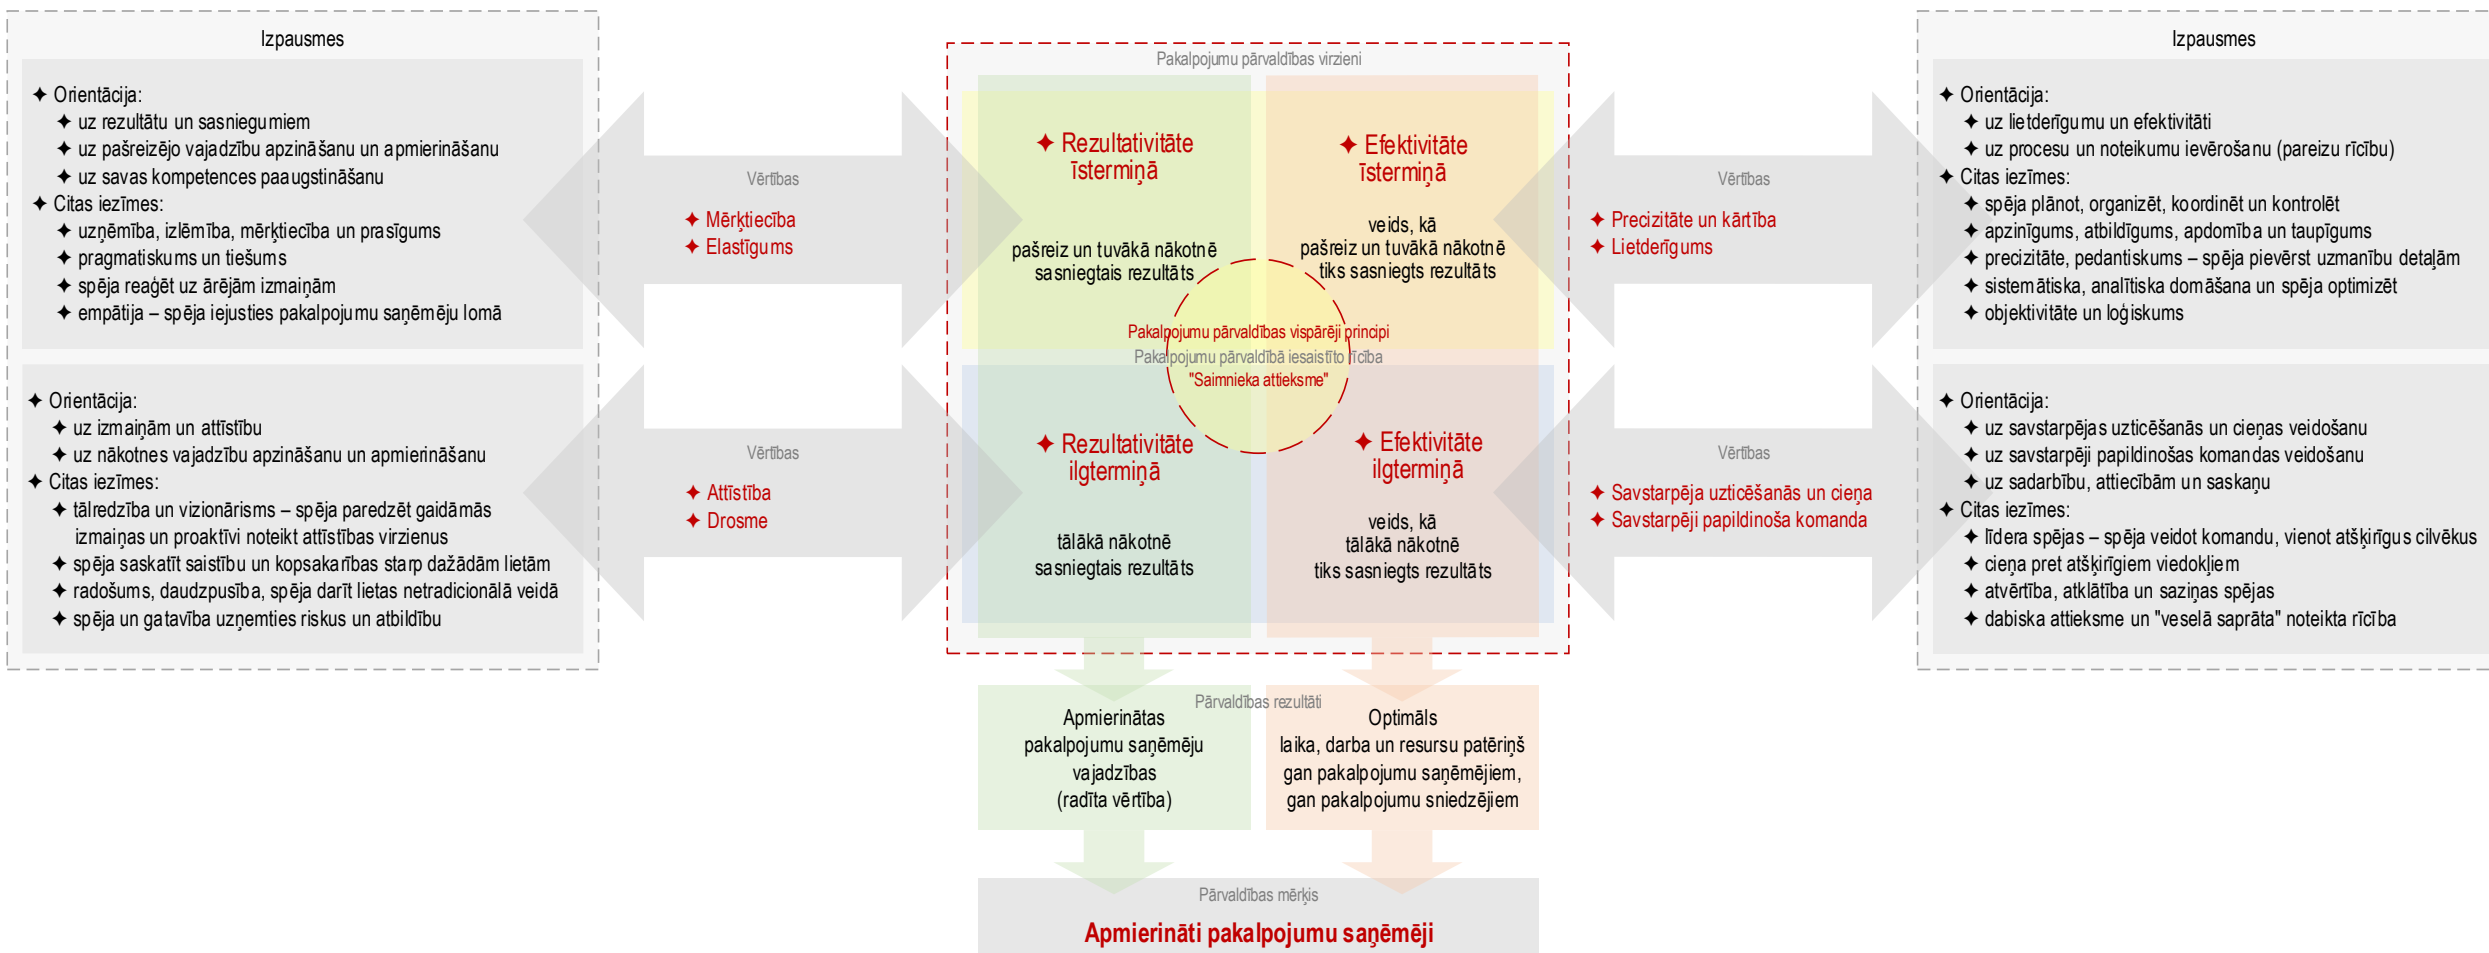 Izpausmes
✦ Orientācija:
✦ uz rezultātu un sasniegumiem
✦ uz pašreizējo vajadzību apzināšanu un apmierināšanu
✦ uz savas kompetences paaugstināšanu
✦ Citas iezīmes:
✦ uzņēmība, izlēmība, mērķtiecība un prasīgums
✦ pragmatiskums un tiešums
✦ spēja reaģēt uz ārējām izmaiņām
✦ empātija – spēja iejusties pakalpojumu saņēmēju lomā
✦ Orientācija:
✦ uz izmaiņām un attīstību
✦ uz nākotnes vajadzību apzināšanu un apmierināšanu
✦ Citas iezīmes:
✦ tālredzība un vizionārisms – spēja paredzēt gaidāmās
izmaiņas un proaktīvi noteikt attīstības virzienus
✦ spēja saskatīt saistību un kopsakarības starp dažādām lietām
✦ radošums, daudzpusība, spēja darīt lietas netradicionālā veidā
✦ spēja un gatavība uzņemties riskus un atbildību
Vērtības
✦ Mērķtiecība
✦ Elastīgums
Vērtības
✦ Attīstība
✦ Drosme
Pakalpojumu pārvaldības virzieni
✦ Rezultativitāte
īstermiņā
pašreiz un tuvākā nākotnē
sasniegtais rezultāts
✦ Efektivitāte
īstermiņā
veids, kā
pašreiz un tuvākā nākotnē
tiks sasniegts rezultāts
Pakalpojumu pārvaldības vispārēji principi
Pakalpojumu pārvaldībā iesaistīto rīcība
"Saimnieka attieksme"
✦ Rezultativitāte
ilgtermiņā
tālākā nākotnē
sasniegtais rezultāts
✦ Efektivitāte
ilgtermiņā
veids, kā
tālākā nākotnē
tiks sasniegts rezultāts
Pārvaldības rezultāti
Apmierinātas
pakalpojumu saņēmēju
vajadzības
(radīta vērtība)
Optimāls
laika, darba un resursu patēriņš
gan pakalpojumu saņēmējiem,
gan pakalpojumu sniedzējiem
Pārvaldības mērķis
Apmierināti pakalpojumu saņēmēji
Vērtības
✦ Precizitāte un kārtība
✦ Lietderīgums
Vērtības
✦ Savstarpēja uzticēšanās un cieņa
✦ Savstarpēji papildinoša komanda
Izpausmes
✦ Orientācija:
✦ uz lietderīgumu un efektivitāti
✦ uz procesu un noteikumu ievērošanu (pareizu rīcību)
✦ Citas iezīmes:
✦ spēja plānot, organizēt, koordinēt un kontrolēt
✦ apzinīgums, atbildīgums, apdomība un taupīgums
✦ precizitāte, pedantiskums – spēja pievērst uzmanību detaļām
✦ sistemātiska, analītiska domāšana un spēja optimizēt
✦ objektivitāte un loģiskums
✦ Orientācija:
✦ uz savstarpējas uzticēšanās un cieņas veidošanu
✦ uz savstarpēji papildinošas komandas veidošanu
✦ uz sadarbību, attiecībām un saskaņu
✦ Citas iezīmes:
✦ līdera spējas – spēja veidot komandu, vienot atšķirīgus cilvēkus
✦ cieņa pret atšķirīgiem viedokļiem
✦ atvērtība, atklātība un saziņas spējas
✦ dabiska attieksme un "veselā saprāta" noteikta rīcība